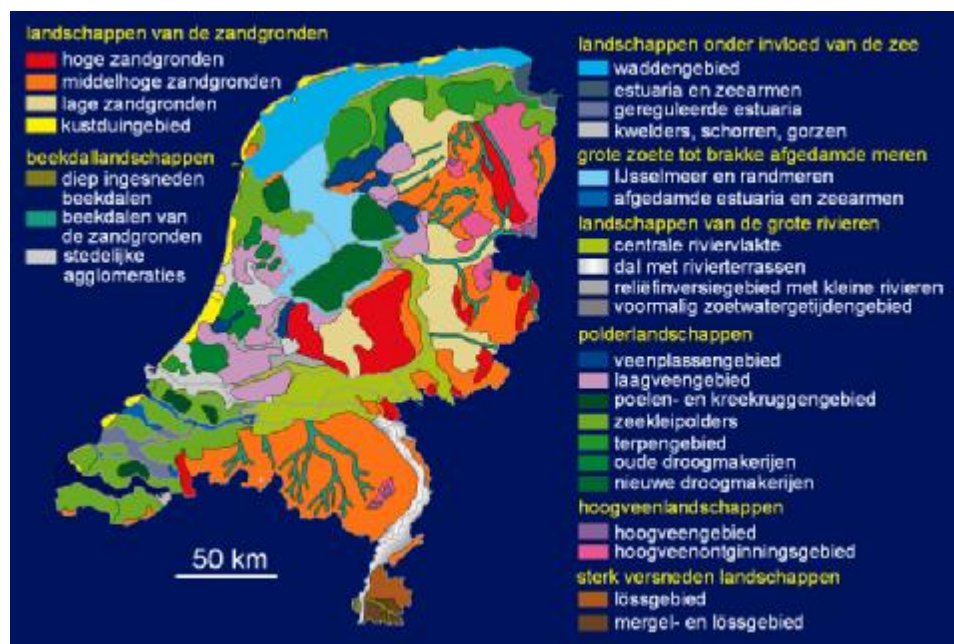 landschappen van de zandgronden
hoge zandgronden
middelhoge zandgronden
lage zandgronden
kustduingebied
beekdallandschappen
diep ingesneden
beekdalen
beekdalen van
de zandgronden
stedelijke
agglomeraties
50 km
landschappen onder invloed van de zee
waddengebied
estuaria en zeearmen
gereguleerde estuaria
kwelders, schorren, gorzen
grote zoete tot brakke afgedamde meren
IJsselmeer en randmeren
afgedamde estuaria en zeearmen
landschappen van de grote rivieren
centrale riviervlakte
dal met rivierterrassen
reliëfinversiegebied met kleine rivieren
voormalig zoetwatergetijdengebied
polderlandschappen
veenplassengebied
laagveengebied
poelen- en kreekruggengebied
zeekleipolders
terpengebied
oude droogmakerijen
nieuwe droogmakerijen
hoogveenlandschappen
hoogveengebied
hoogveenontginningsgebied
sterk versneden landschappen
lössgebied
mergel- en lössgebied